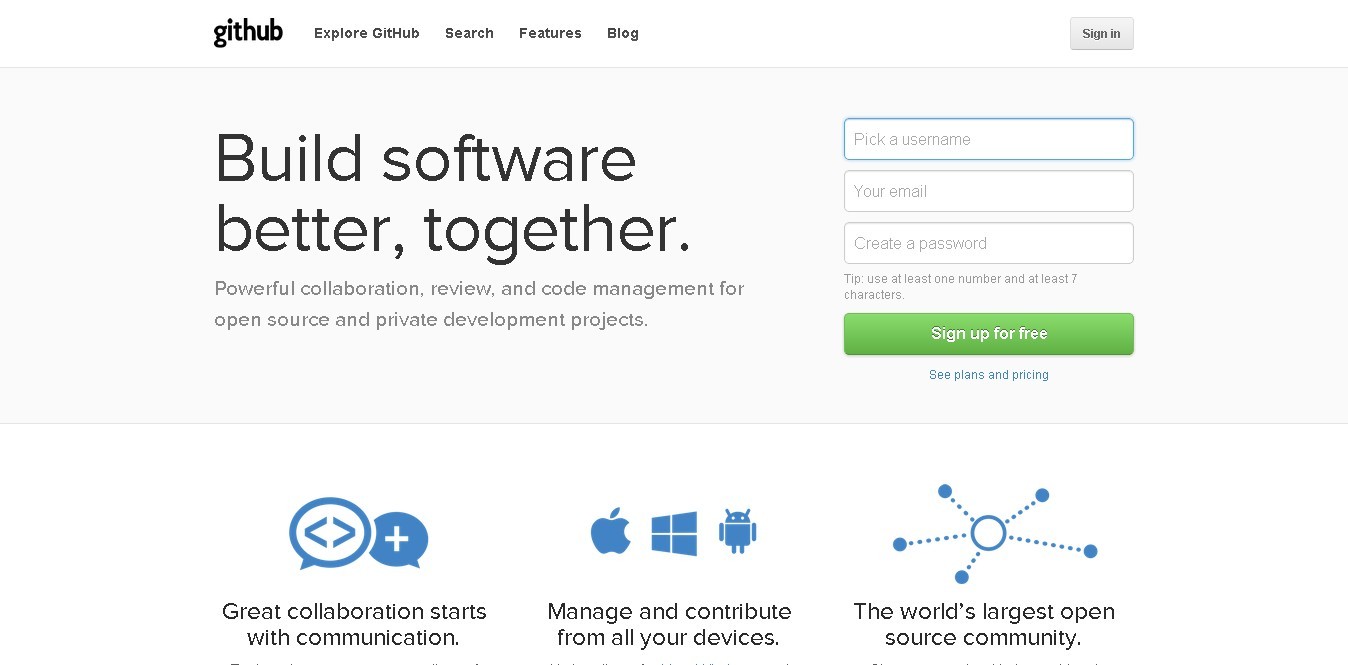 github
Explore GitHub
Search
Features
Blog
Sign in
Build software
better, together.
Powerful collaboration, review, and code management for
open source and private development projects.
Pick a username
Your email
Create a password
Tip: use at least one number and at least 7
characters.
Sign up for free
See plans and pricing
Great collaboration starts
with communication.
Manage and contribute
from all your devices.
The world’s largest open
source community.